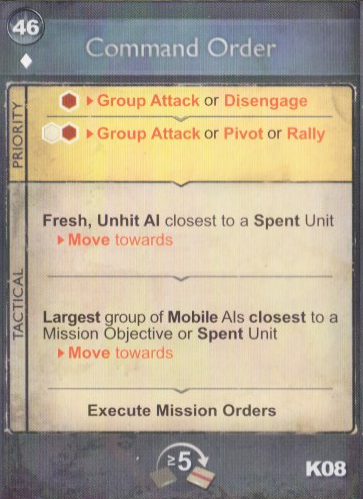 46
Command Order
PRIORITY
▸Group Attack or Disengage
▸Group Attack or Pivot or Rally
TACTICAL
Fresh, Unhit AI closest to a Spent Unit
▸Move towards
Largest group of Mobile AIs closest to a
Mission Objective or Spent Unit
▸Move towards
Execute Mission Orders
≥5
K08